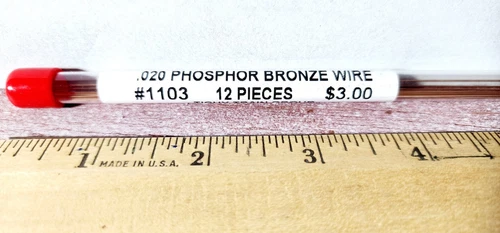 .020 PHOSPHOR BRONZE WIRE
#1103 12 PIECES $3.00
1 MADE IN U.S.A. 2 3 4